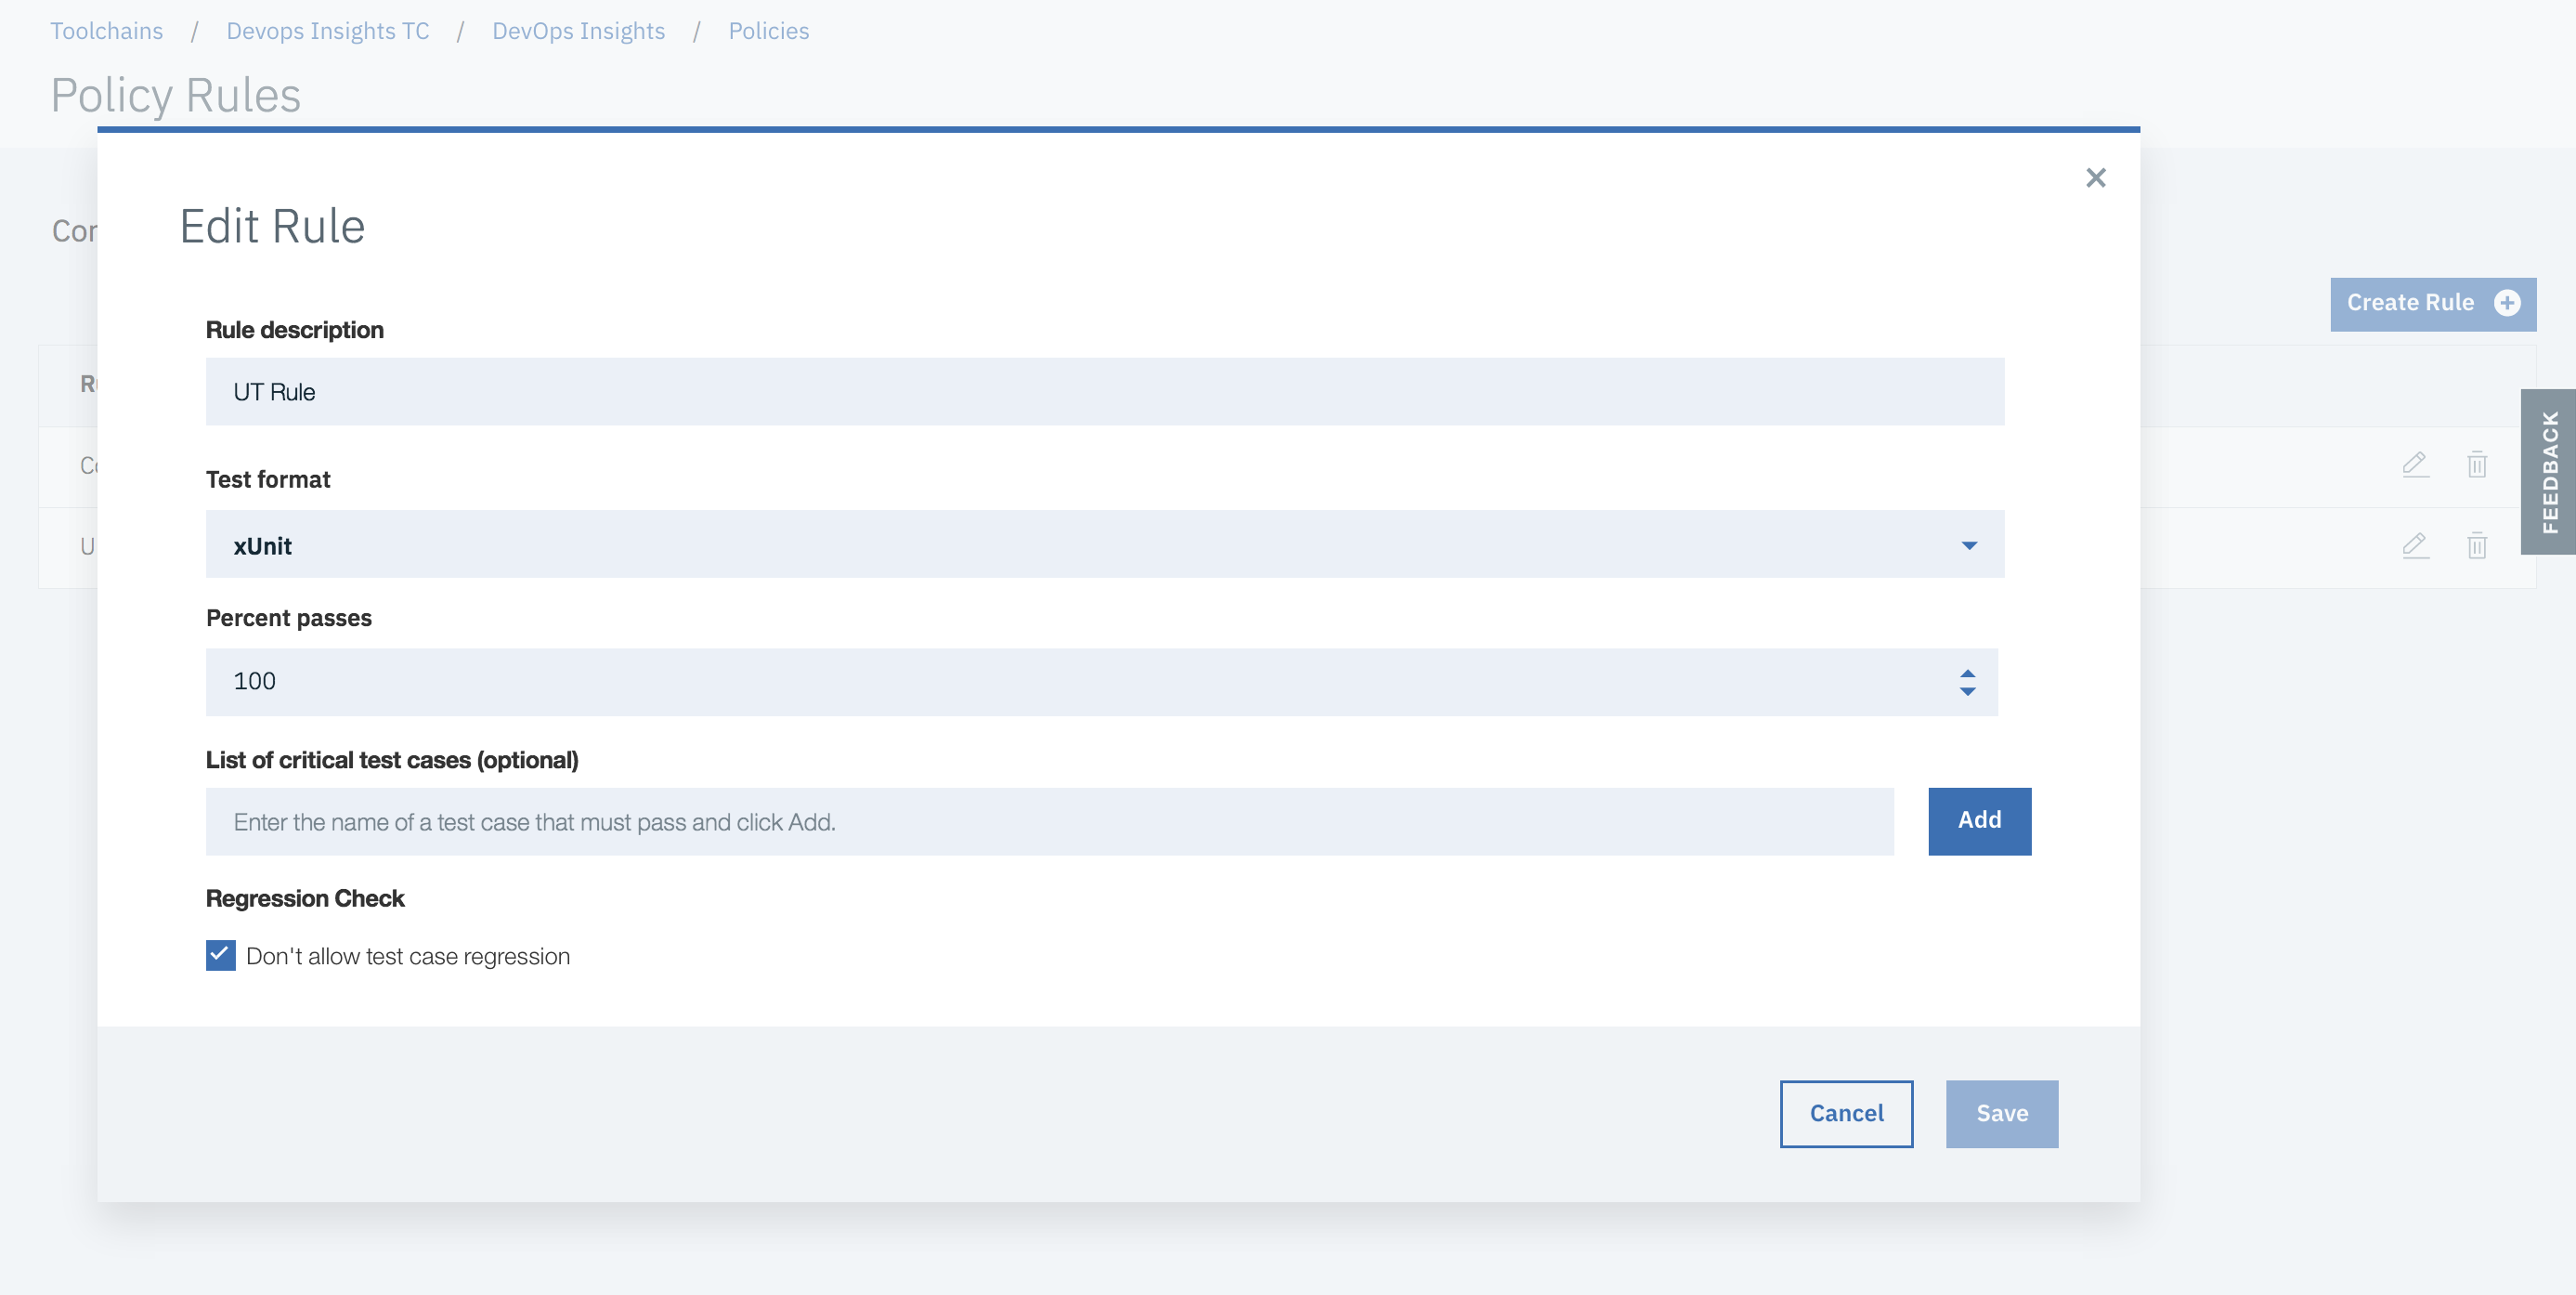 Toolchains / Devops Insights TC / DevOps Insights / Policies
Policy Rules
Edit Rule
Create Rule
Rule description
UT Rule
FEEDBACK
Test format
xUnit
Percent passes
100
List of critical test cases (optional)
Enter the name of a test case that must pass and click Add.
Add
Regression Check
Don't allow test case regression
Cancel
Save